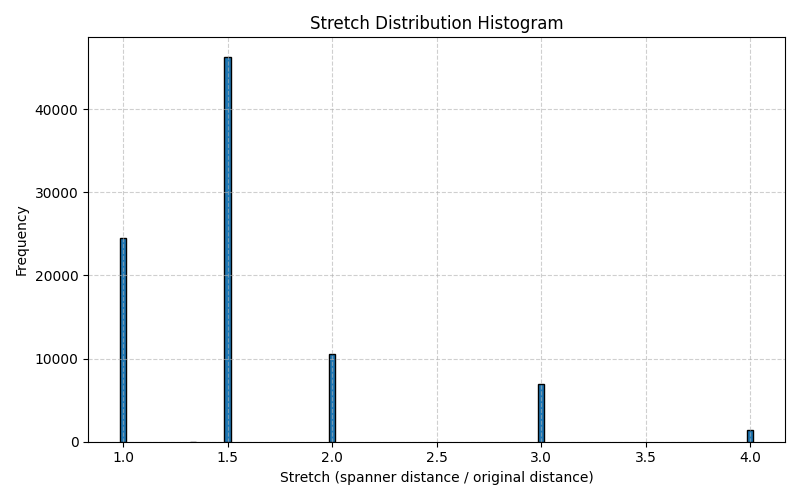 Stretch Distribution Histogram
Frequency
40000
30000
20000
10000
0
1.0 1.5 2.0 2.5 3.0 3.5 4.0
Stretch (spanner distance / original distance)